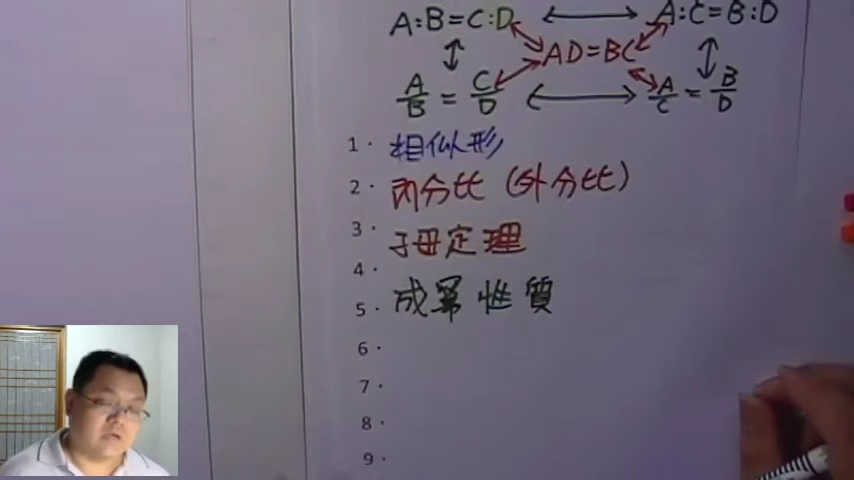 A:B=C:D ⟷ A:C=B:D
AD=BC
A/B = C/D ⟷ A/C = B/D
1. 相似形
2. 內分比 (外分比)
3. 子母定理
4.
5. 成冪性質
6.
7.
8.
9.